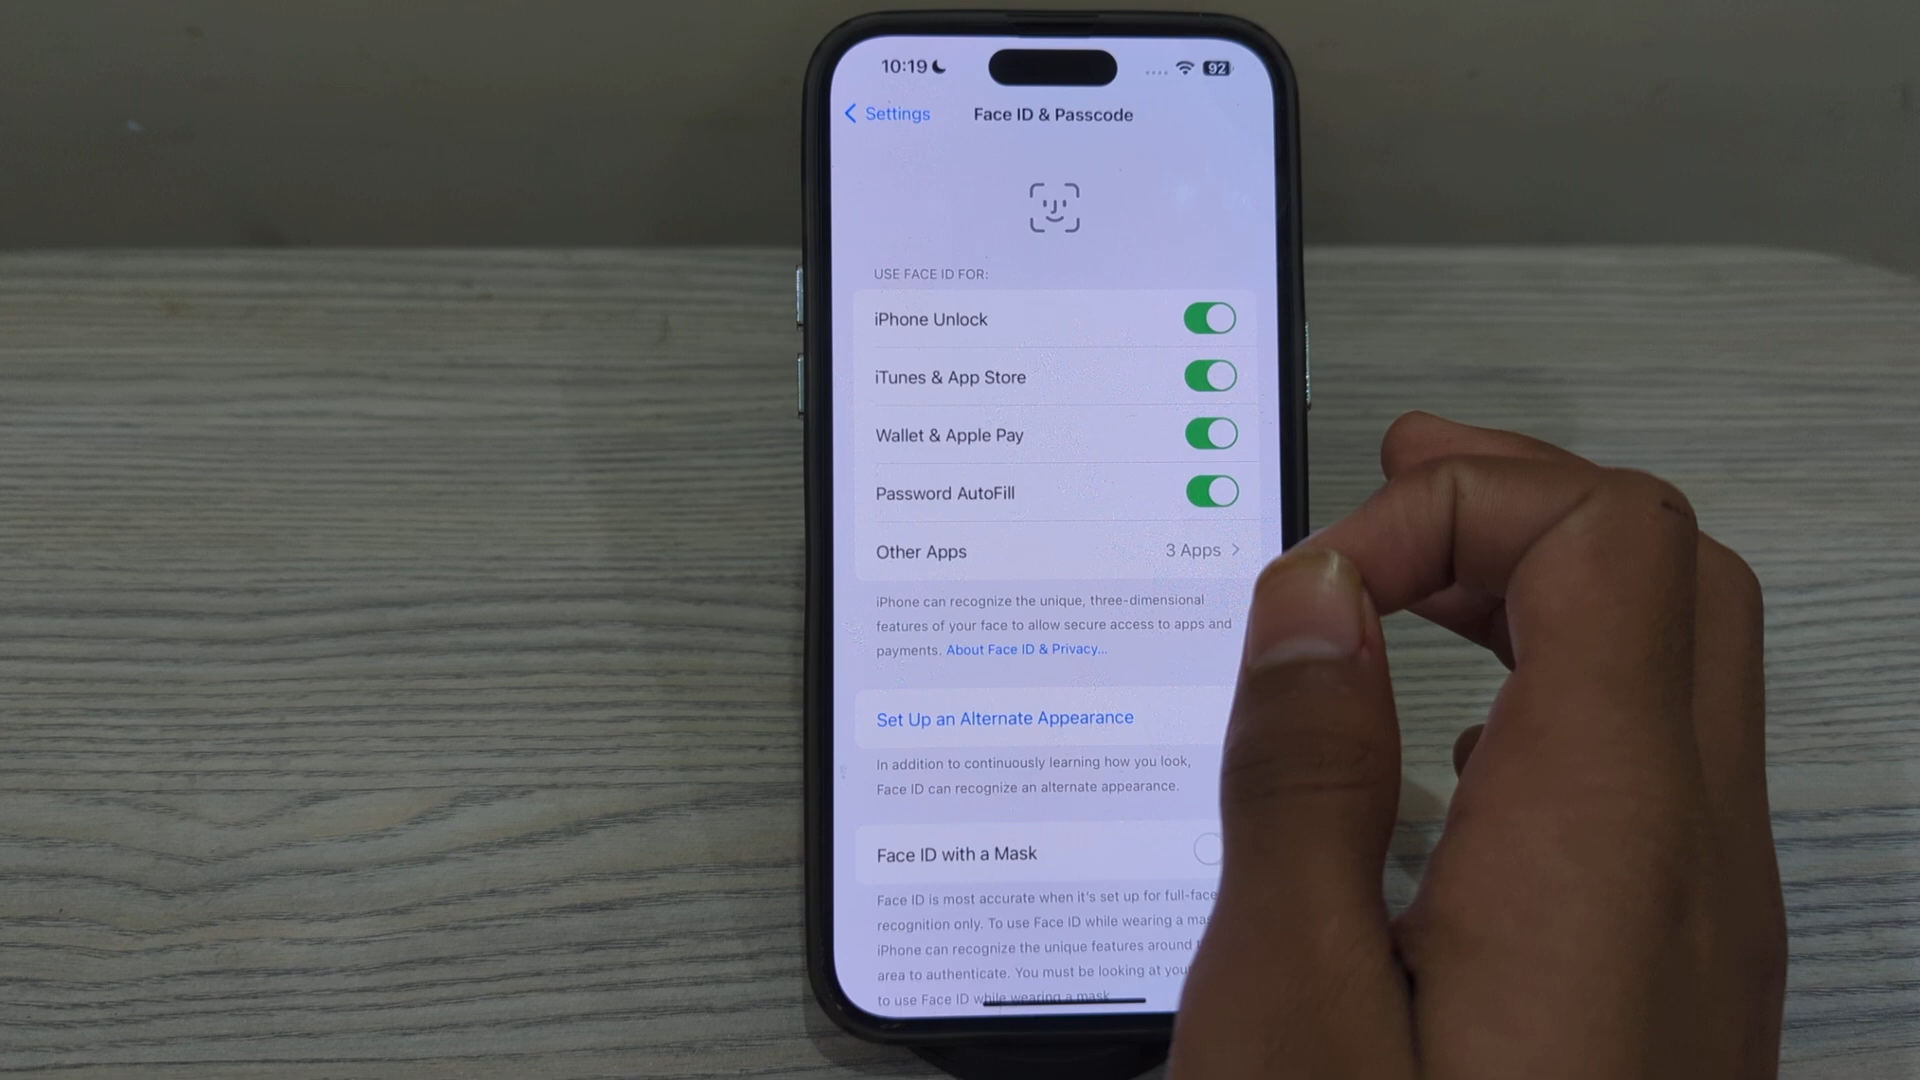 10:19
92
Settings
Face ID & Passcode
USE FACE ID FOR:
iPhone Unlock
iTunes & App Store
Wallet & Apple Pay
Password AutoFill
Other Apps 3 Apps
iPhone can recognize the unique, three-dimensional
features of your face to allow secure access to apps and
payments. About Face ID & Privacy...
Set Up an Alternate Appearance
In addition to continuously learning how you look,
Face ID can recognize an alternate appearance.
Face ID with a Mask
Face ID is most accurate when it's set up for full-face
recognition only. To use Face ID while wearing a
iPhone can recognize the unique features around
area to authenticate. You must be looking at
to use Face ID while wearing a mask